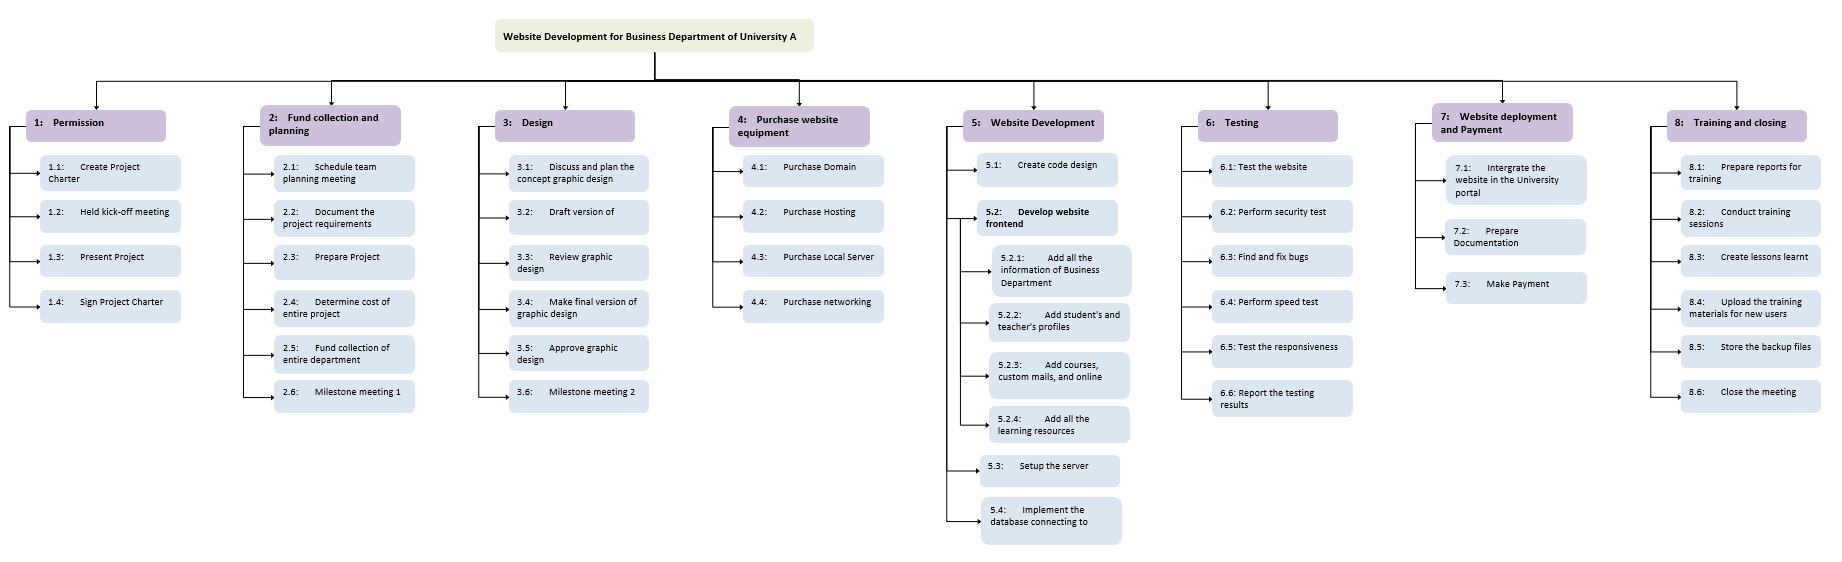 Website Development for Business Department of University A
1: Permission
1.1: Create Project
Charter
1.2: Held kick-off meeting
1.3: Present Project
1.4: Sign Project Charter
2: Fund collection and
planning
2.1: Schedule team
planning meeting
2.2: Document the
project requirements
2.3: Prepare Project
2.4: Determine cost of
entire project
2.5: Fund collection of
entire department
2.6: Milestone meeting 1
3: Design
3.1: Discuss and plan the
concept graphic design
3.2: Draft version of
3.3: Review graphic
design
3.4: Make final version of
graphic design
3.5: Approve graphic
design
3.6: Milestone meeting 2
4: Purchase website
equipment
4.1: Purchase Domain
4.2: Purchase Hosting
4.3: Purchase Local Server
4.4: Purchase networking
5: Website Development
5.1: Create code design
5.2: Develop website
frontend
5.2.1: Add all the
information of Business
Department
5.2.2: Add student's and
teacher's profiles
5.2.3: Add courses,
custom mails, and online
5.2.4: Add all the
learning resources
5.3: Setup the server
5.4: Implement the
database connecting to
6: Testing
6.1: Test the website
6.2: Perform security test
6.3: Find and fix bugs
6.4: Perform speed test
6.5: Test the responsiveness
6.6: Report the testing
results
7: Website deployment
and Payment
7.1: Intergrate the
website in the University
portal
7.2: Prepare
Documentation
7.3: Make Payment
8: Training and closing
8.1: Prepare reports for
training
8.2: Conduct training
sessions
8.3: Create lessons learnt
8.4: Upload the training
materials for new users
8.5: Store the backup files
8.6: Close the meeting